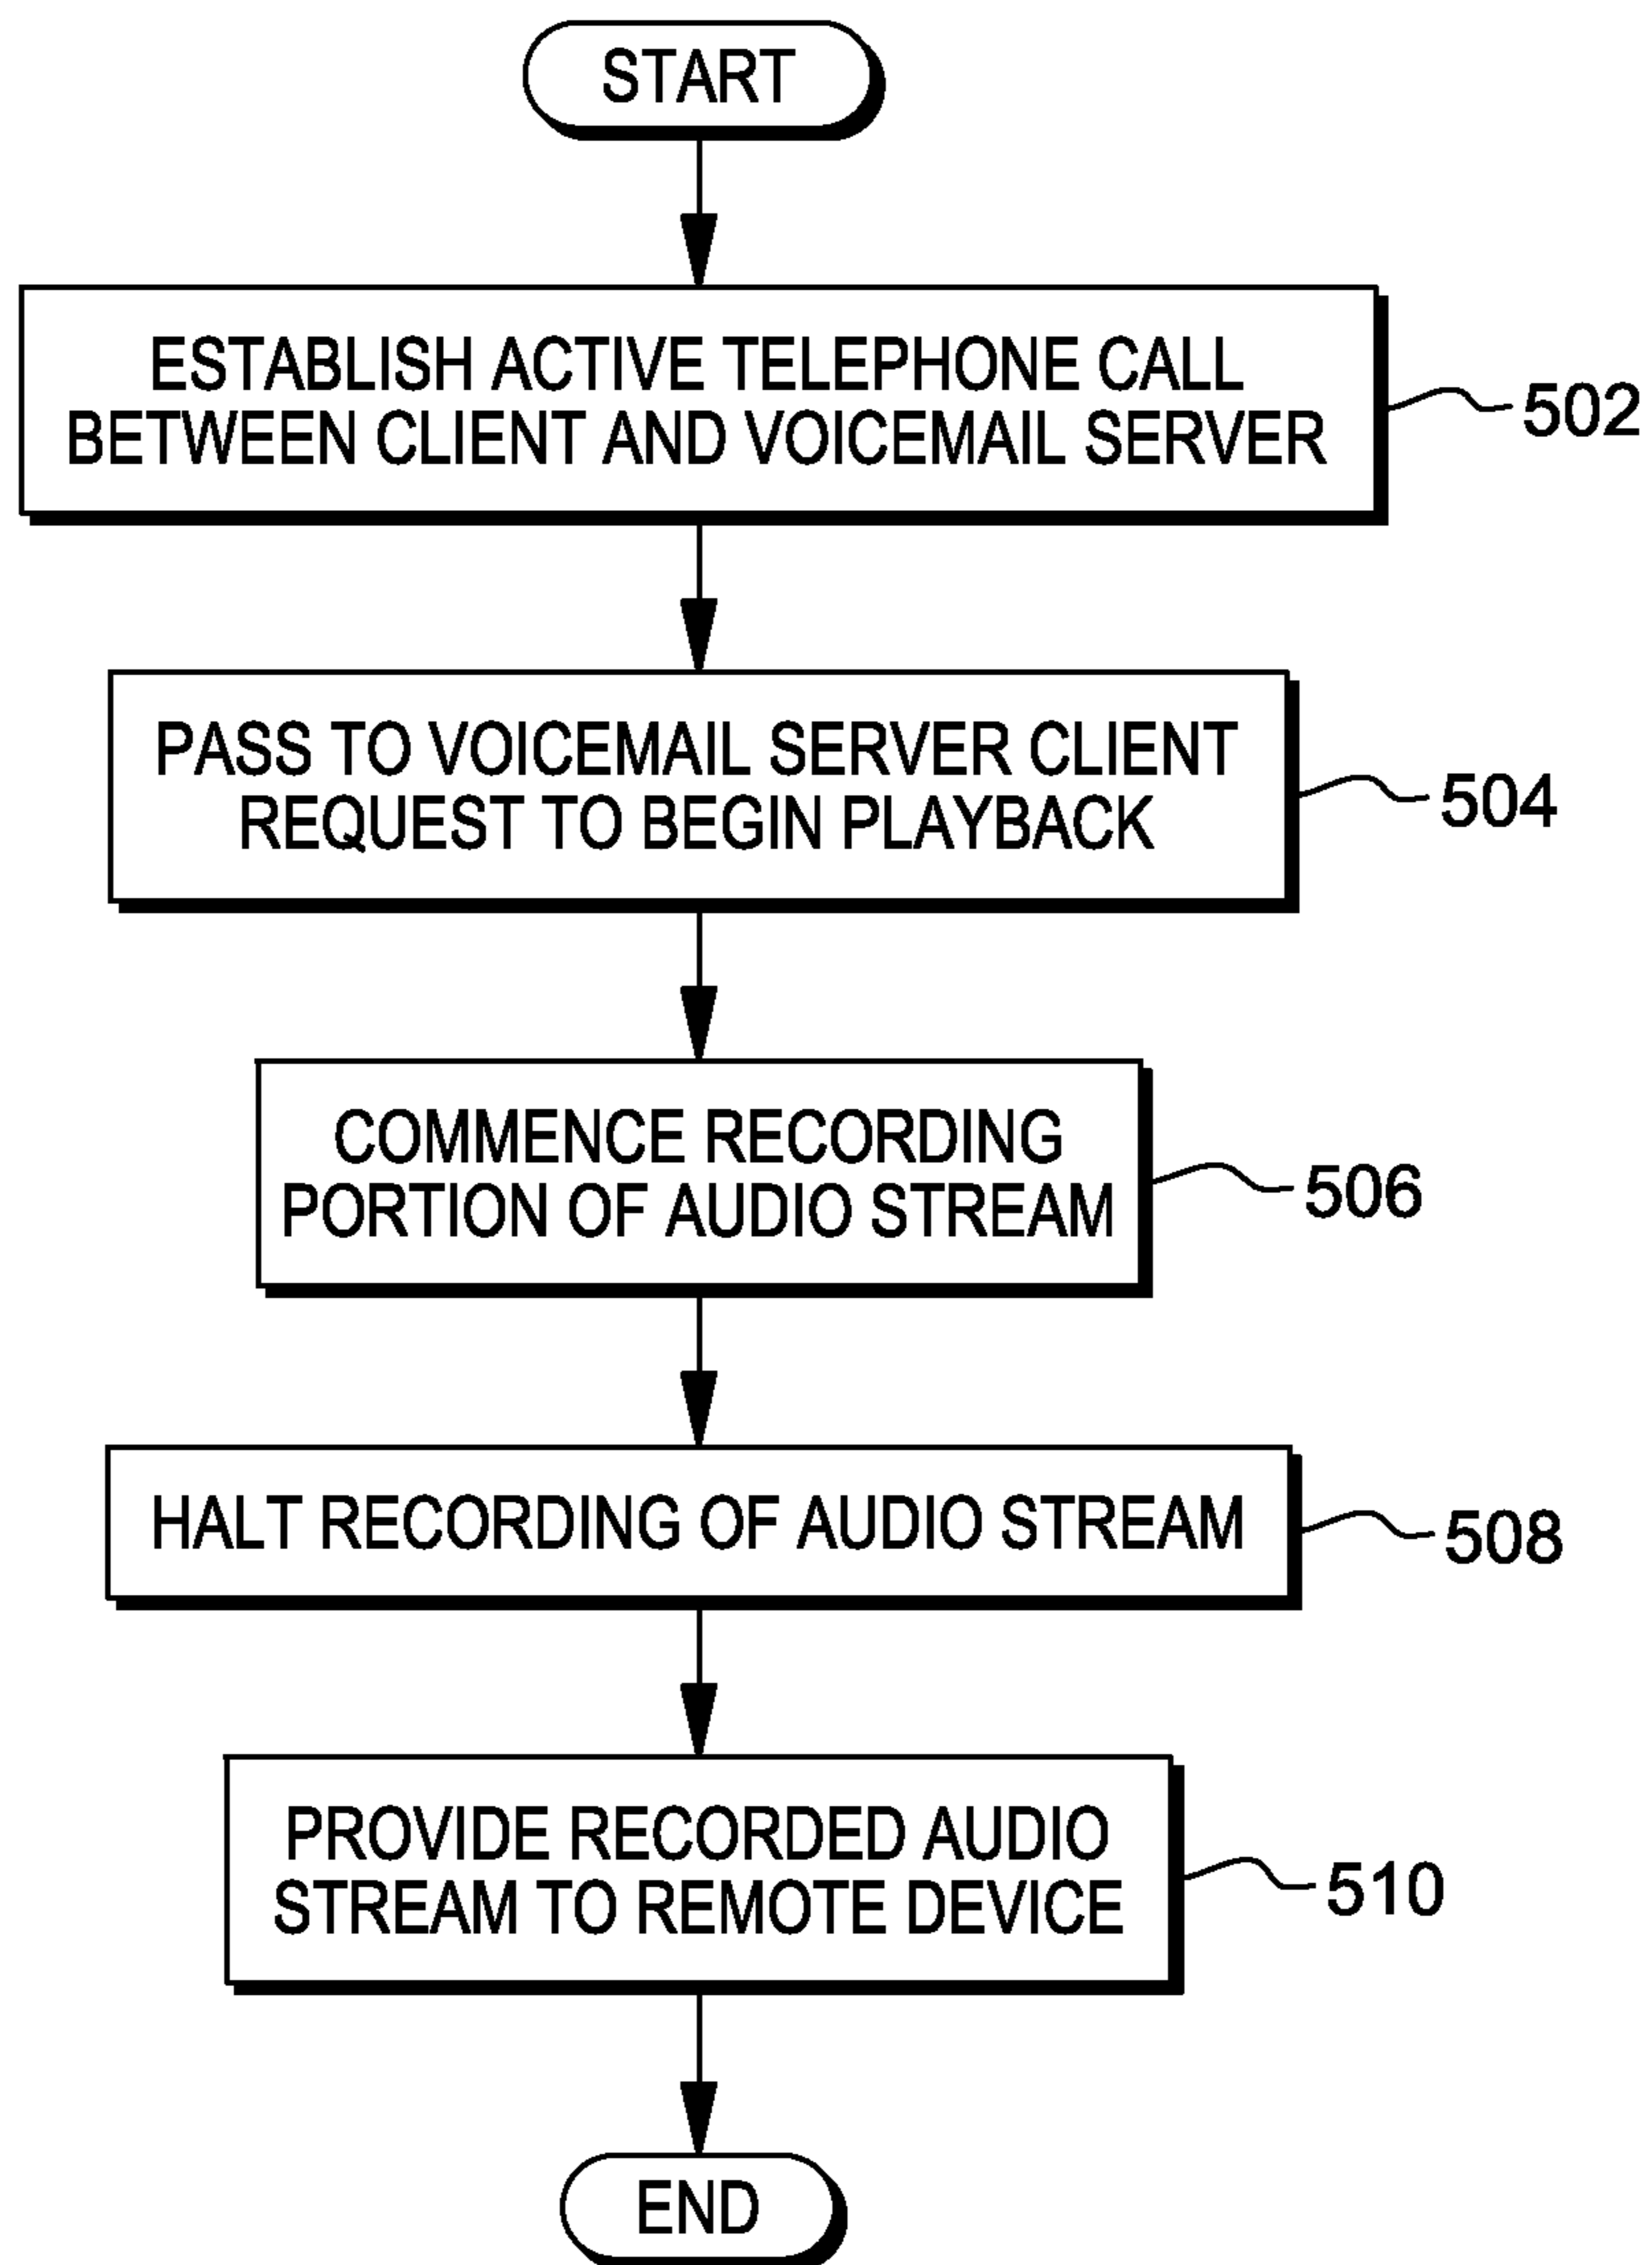 START
ESTABLISH ACTIVE TELEPHONE CALL
BETWEEN CLIENT AND VOICEMAIL SERVER
502
PASS TO VOICEMAIL SERVER CLIENT
REQUEST TO BEGIN PLAYBACK
504
COMMENCE RECORDING
PORTION OF AUDIO STREAM
506
HALT RECORDING OF AUDIO STREAM
508
PROVIDE RECORDED AUDIO
STREAM TO REMOTE DEVICE
510
END